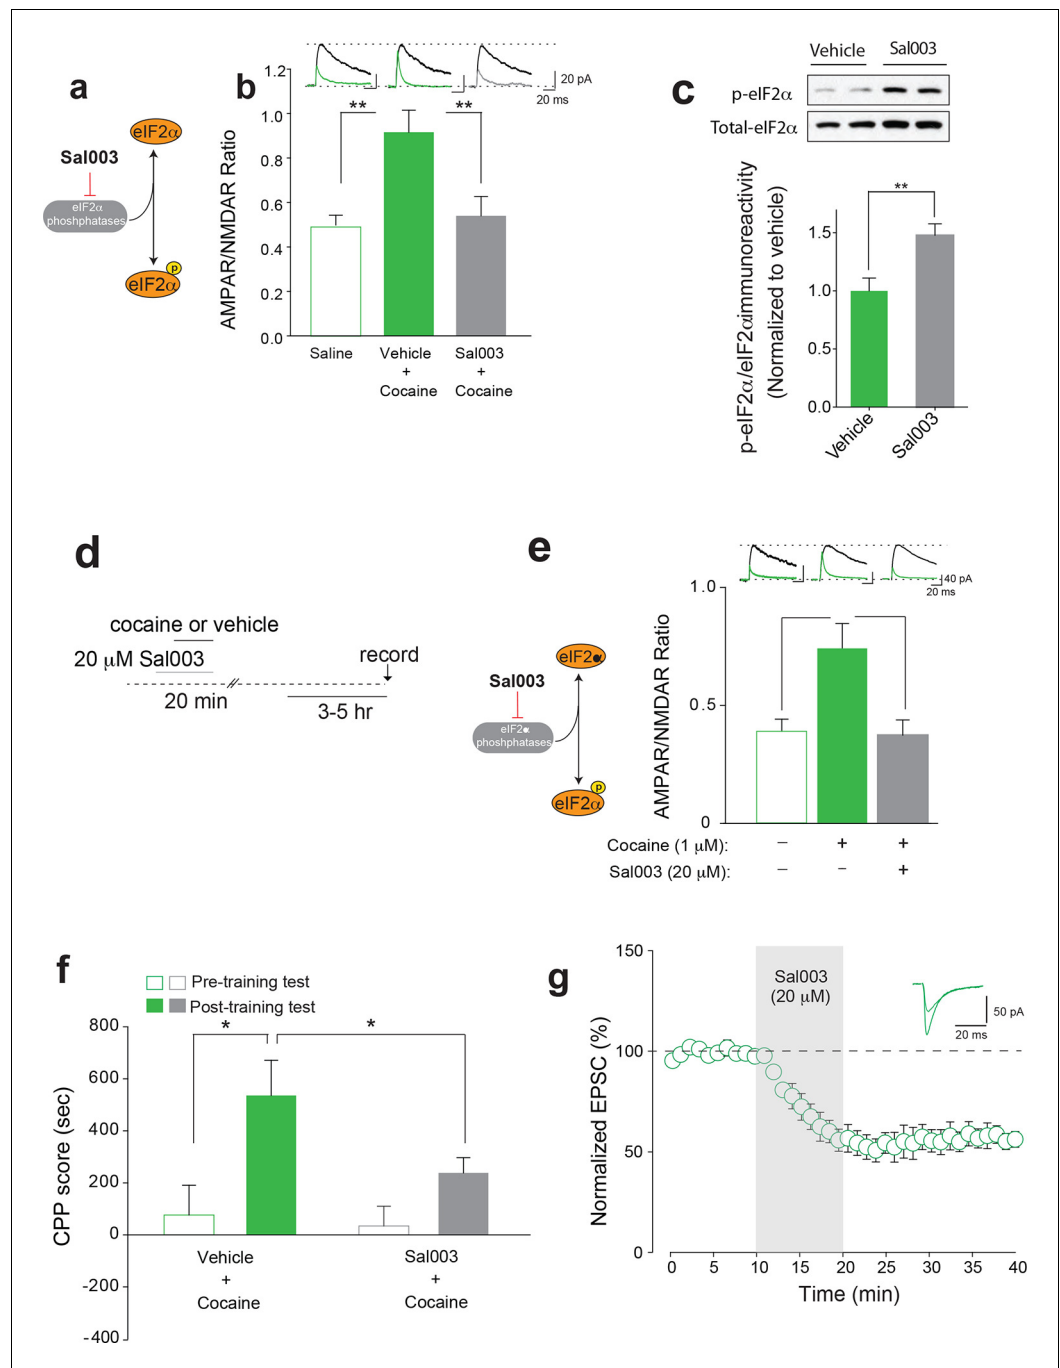 a
eIF2α
Sal003
eIF2α
phoshphatases
eIF2α
p
b
20 pA
20 ms
**
**
AMPAR/NMDAR Ratio
1.2
1.0
0.8
0.6
0.4
0.2
0.0
Saline
Vehicle
+
Cocaine
Sal003
+
Cocaine
c
Vehicle
Sal003
p-eIF2α
Total-eIF2α
**
p-eIF2α/eIF2αimmunoreactivity
(Normalized to vehicle)
1.5
1.0
0.5
0.0
Vehicle
Sal003
d
cocaine or vehicle
20 μM Sal003
20 min
3-5 hr
record
e
eIF2α
Sal003
eIF2α
phoshphatases
eIF2α
p
40 pA
20 ms
AMPAR/NMDAR Ratio
1.0
0.5
0
Cocaine (1 μM): – + +
Sal003 (20 μM): – – +
f
Pre-training test
Post-training test
*
*
CPP score (sec)
800
600
400
200
0
-200
-400
Vehicle
+
Cocaine
Sal003
+
Cocaine
g
Sal003
(20 μM)
50 pA
20 ms
Normalized EPSC (%)
150
100
50
0
0 5 10 15 20 25 30 35 40
Time (min)